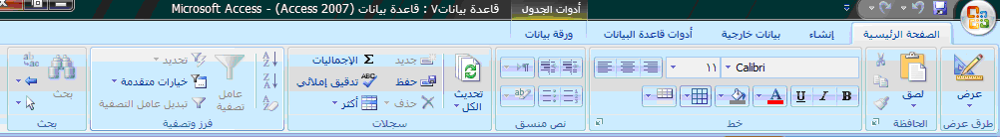 قاعدة بيانات٧ : قاعدة بيانات (Access 2007) - Microsoft Access
أدوات الجدول
الصفحة الرئيسية
إنشاء
بيانات خارجية
أدوات قاعدة البيانات
ورقة بيانات
عرض
طرق عرض
لصق
الحافظة
Calibri
١١
B I U
A
خط
نص منسق
تحديث الكل
جديد
حفظ
حذف
الإجماليات
تدقيق إملائي
أكثر
سجلات
عامل تصفية
تحديد
خيارات متقدمة
تبديل عامل التصفية
فرز وتصفية
بحث
بحث